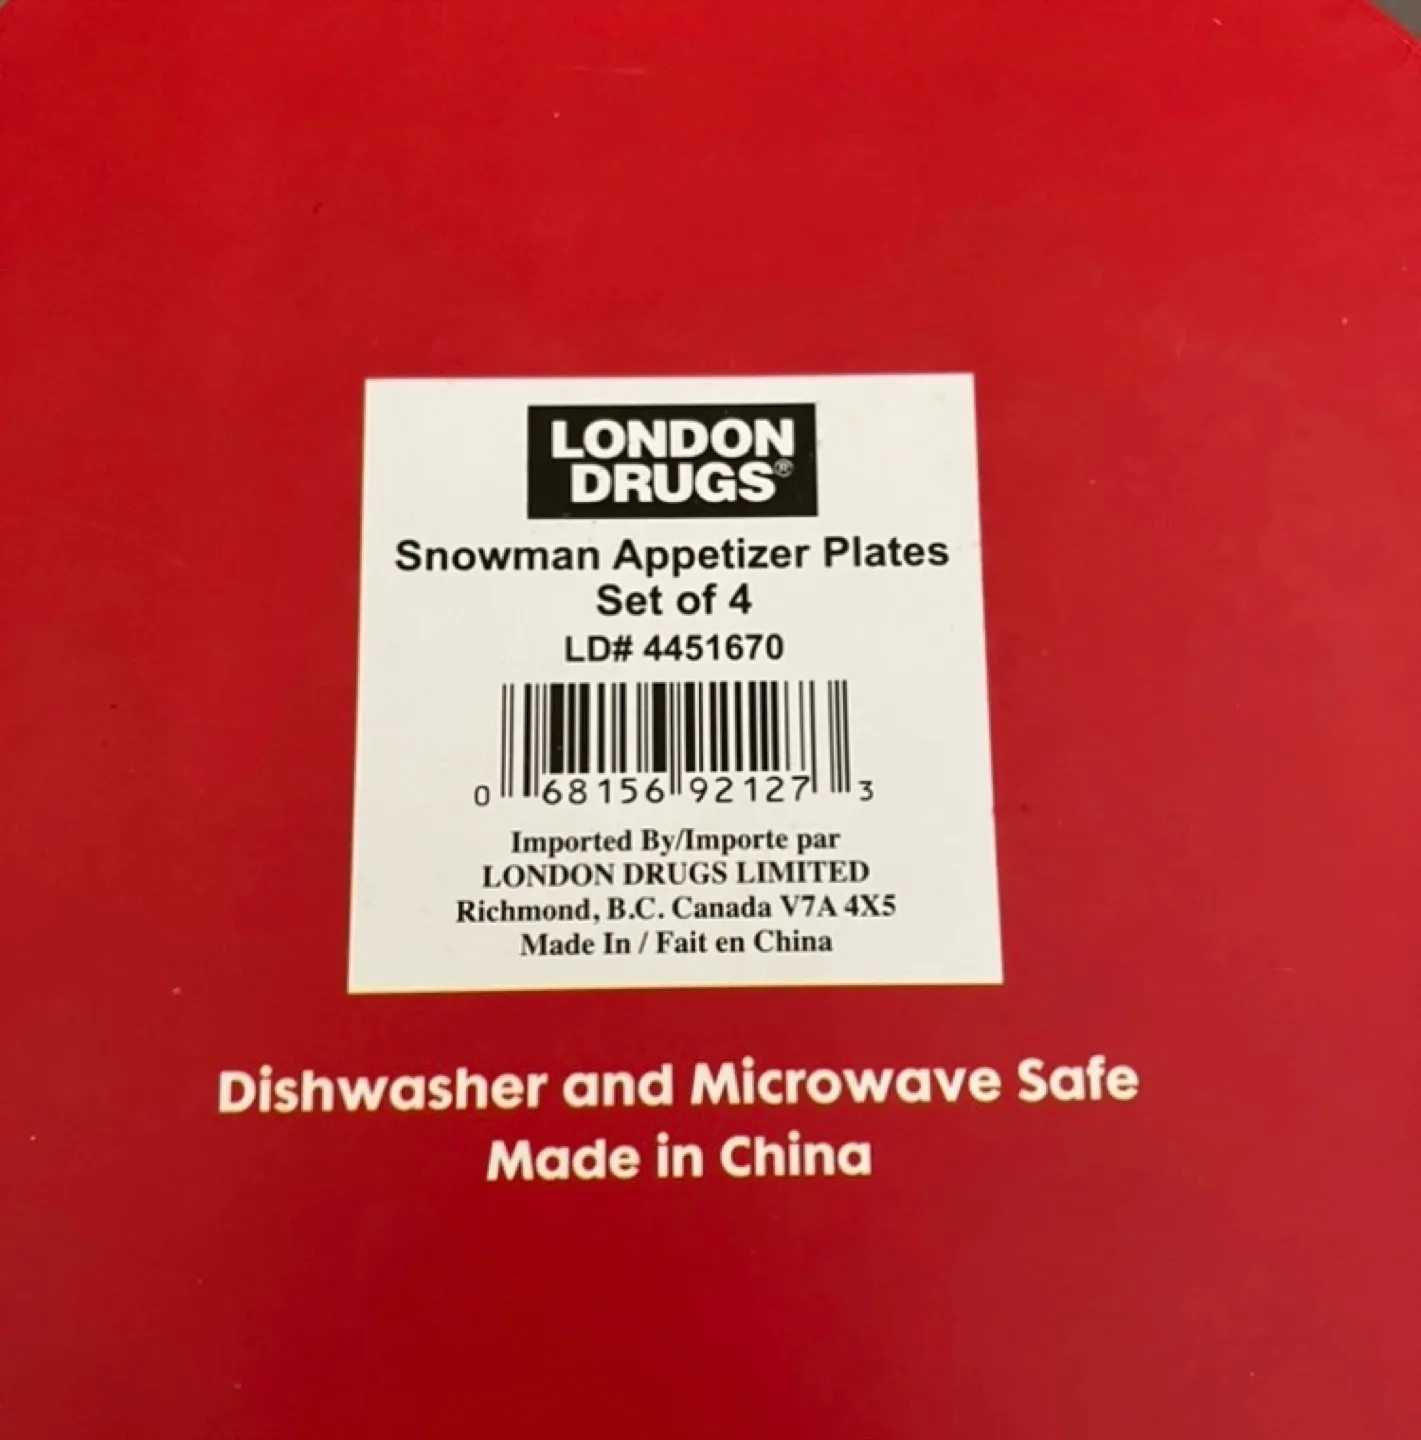 LONDON
DRUGS®
Snowman Appetizer Plates
Set of 4
LD# 4451670
0 68156 92127 3
Imported By/Importe par
LONDON DRUGS LIMITED
Richmond, B.C. Canada V7A 4X5
Made In / Fait en China
Dishwasher and Microwave Safe
Made in China